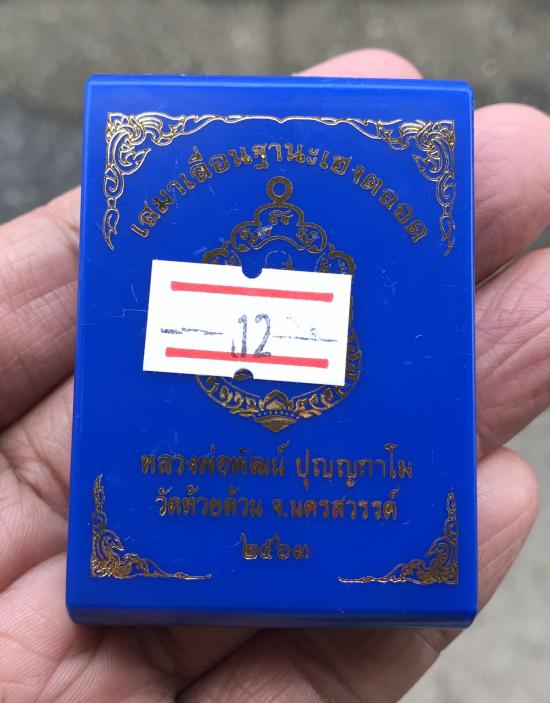 เสมาเลื่อนฐานะเฮงตลอด
12
หลวงพ่อพัฒน์ ปุญฺญกาโม
วัดห้วยด้วน จ.นครสวรรค์
๒๕๖๓